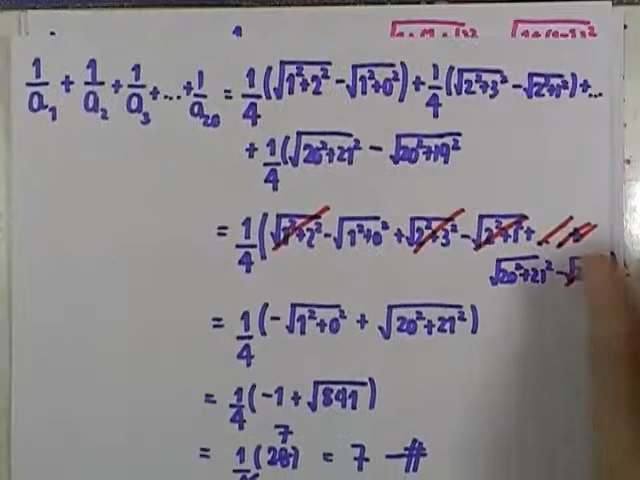 1/a₁ + 1/a₂ + 1/a₃ + ... + 1/a₂₀ = 1/4(√(1²+2²) - √(1²+0²)) + 1/4(√(2²+3²) - √(2²+1²)) + ...
+ 1/4(√(20²+21²) - √(20²+19²)
= 1/4(√(1²+2²) - √(1²+0²) + √(2²+3²) - √(2²+1²) +
√(20²+21²) - √
= 1/4(-√(1²+0²) + √(20²+21²))
= 1/4(-1 + √841)
7
= 1/4(28) = 7 #